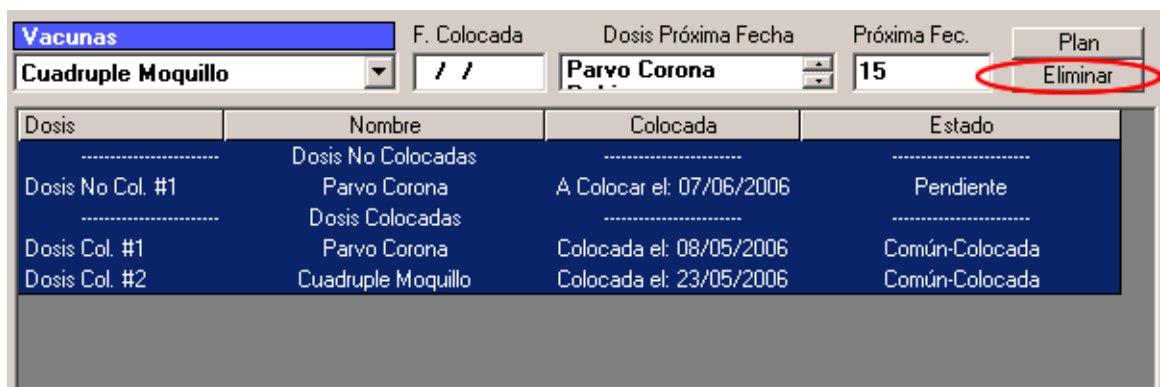 Vacunas F. Colocada Dosis Próxima Fecha Próxima Fec. Plan
Cuadruple Moquillo / / Parvo Corona 15 Eliminar
Dosis Nombre Colocada Estado
------------------------ Dosis No Colocadas ------------------------ ------------------------
Dosis No Col. #1 Parvo Corona A Colocar el: 07/06/2006 Pendiente
------------------------ Dosis Colocadas ------------------------ ------------------------
Dosis Col. #1 Parvo Corona Colocada el: 08/05/2006 Común-Colocada
Dosis Col. #2 Cuadruple Moquillo Colocada el: 23/05/2006 Común-Colocada